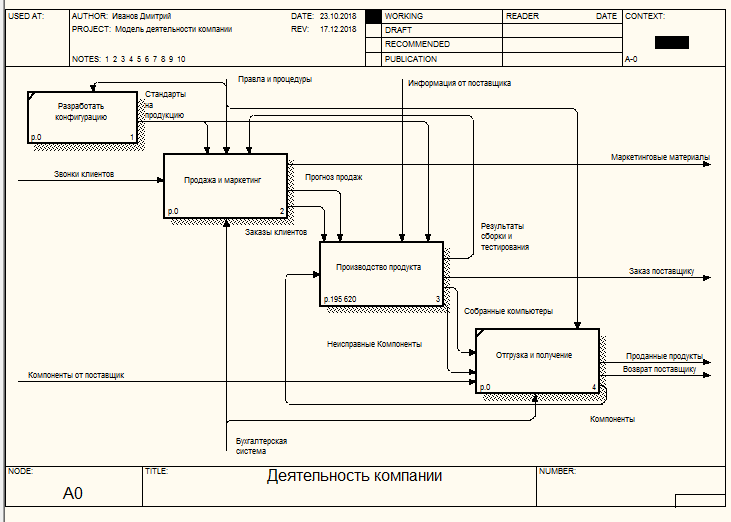 USED AT:
AUTHOR: Иванов Дмитрий
DATE: 23.10.2018
PROJECT: Модель деятельности компании
REV: 17.12.2018
NOTES: 1 2 3 4 5 6 7 8 9 10
WORKING
DRAFT
RECOMMENDED
PUBLICATION
READER
DATE
CONTEXT:
A-0
Правла и процедуры
Информация от поставщика
Стандарты
на
продукцию
Разработать
конфигурацию
р.0
1
Маркетинговые материалы
Звонки клиентов
Продажа и маркетинг
р.0
2
Прогноз продаж
Заказы клиентов
Результаты
сборки и
тестирования
Производство продукта
р.195 620
3
Заказ поставщику
Собранные компьютеры
Неисправные Компоненты
Отгрузка и получение
р.0
4
Проданные продукты
Возврат поставщику
Компоненты от поставщик
Компоненты
Бухгалтерская
система
NODE:
A0
TITLE:
Деятельность компании
NUMBER: